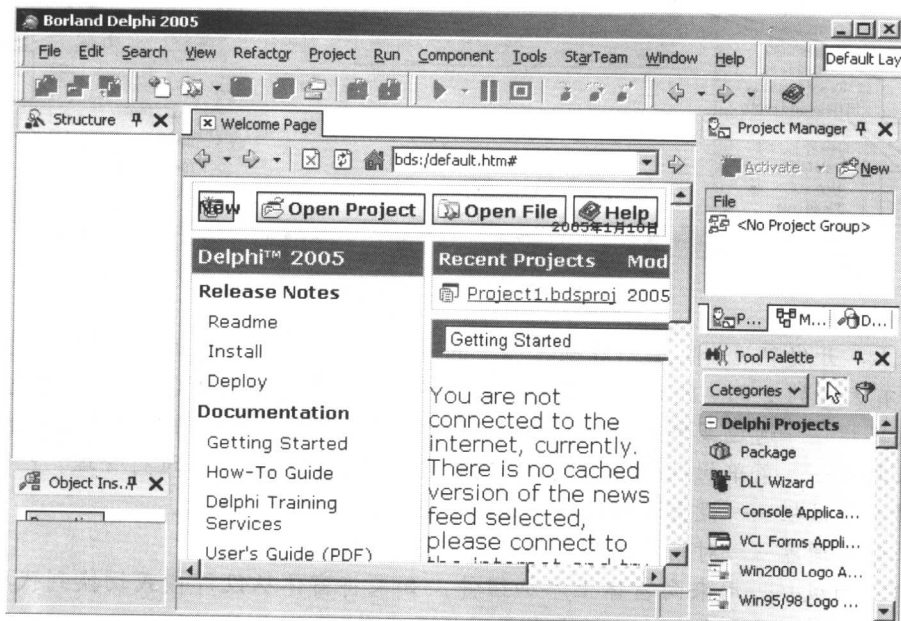 Borland Delphi 2005
File Edit Search View Refactor Project Run Component Tools StarTeam Window Help Default Lay
Structure
Welcome Page
bds:/default.htm#
New Open Project Open File Help
2005年1月10日
Delphi™ 2005
Release Notes
Readme
Install
Deploy
Documentation
Getting Started
How-To Guide
Delphi Training
Services
User's Guide (PDF)
Recent Projects Mod
Project1.bdsproj 2005
Getting Started
You are not
connected to the
internet, currently.
There is no cached
version of the news
feed selected,
please connect to
the internet and try
Object Ins..
Project Manager
Activate New
File
<No Project Group>
P... M... D...
Tool Palette
Categories
Delphi Projects
Package
DLL Wizard
Console Applica...
VCL Forms Appli...
Win2000 Logo A...
Win95/98 Logo ...